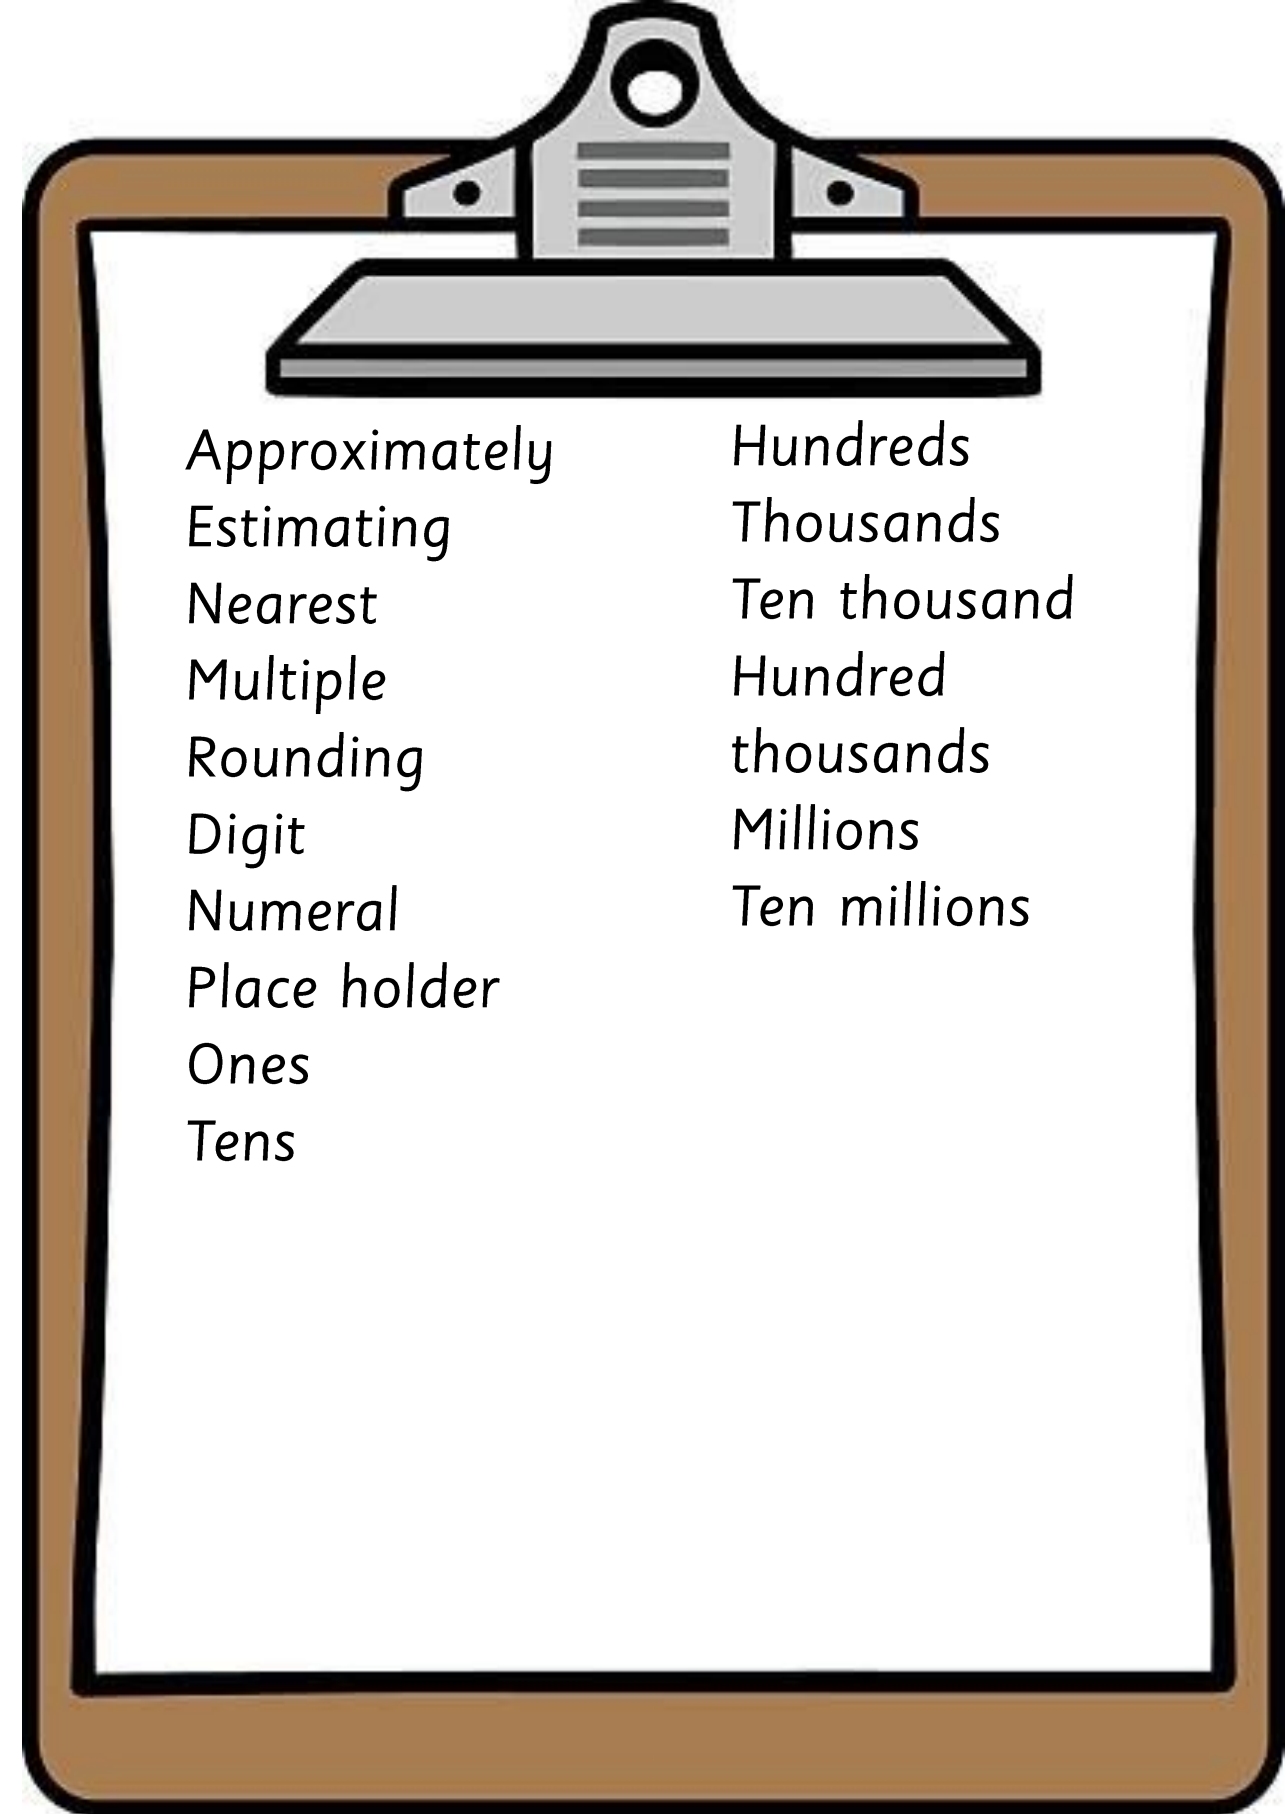 Approximately
Estimating
Nearest
Multiple
Rounding
Digit
Numeral
Place holder
Ones
Tens
Hundreds
Thousands
Ten thousand
Hundred
thousands
Millions
Ten millions